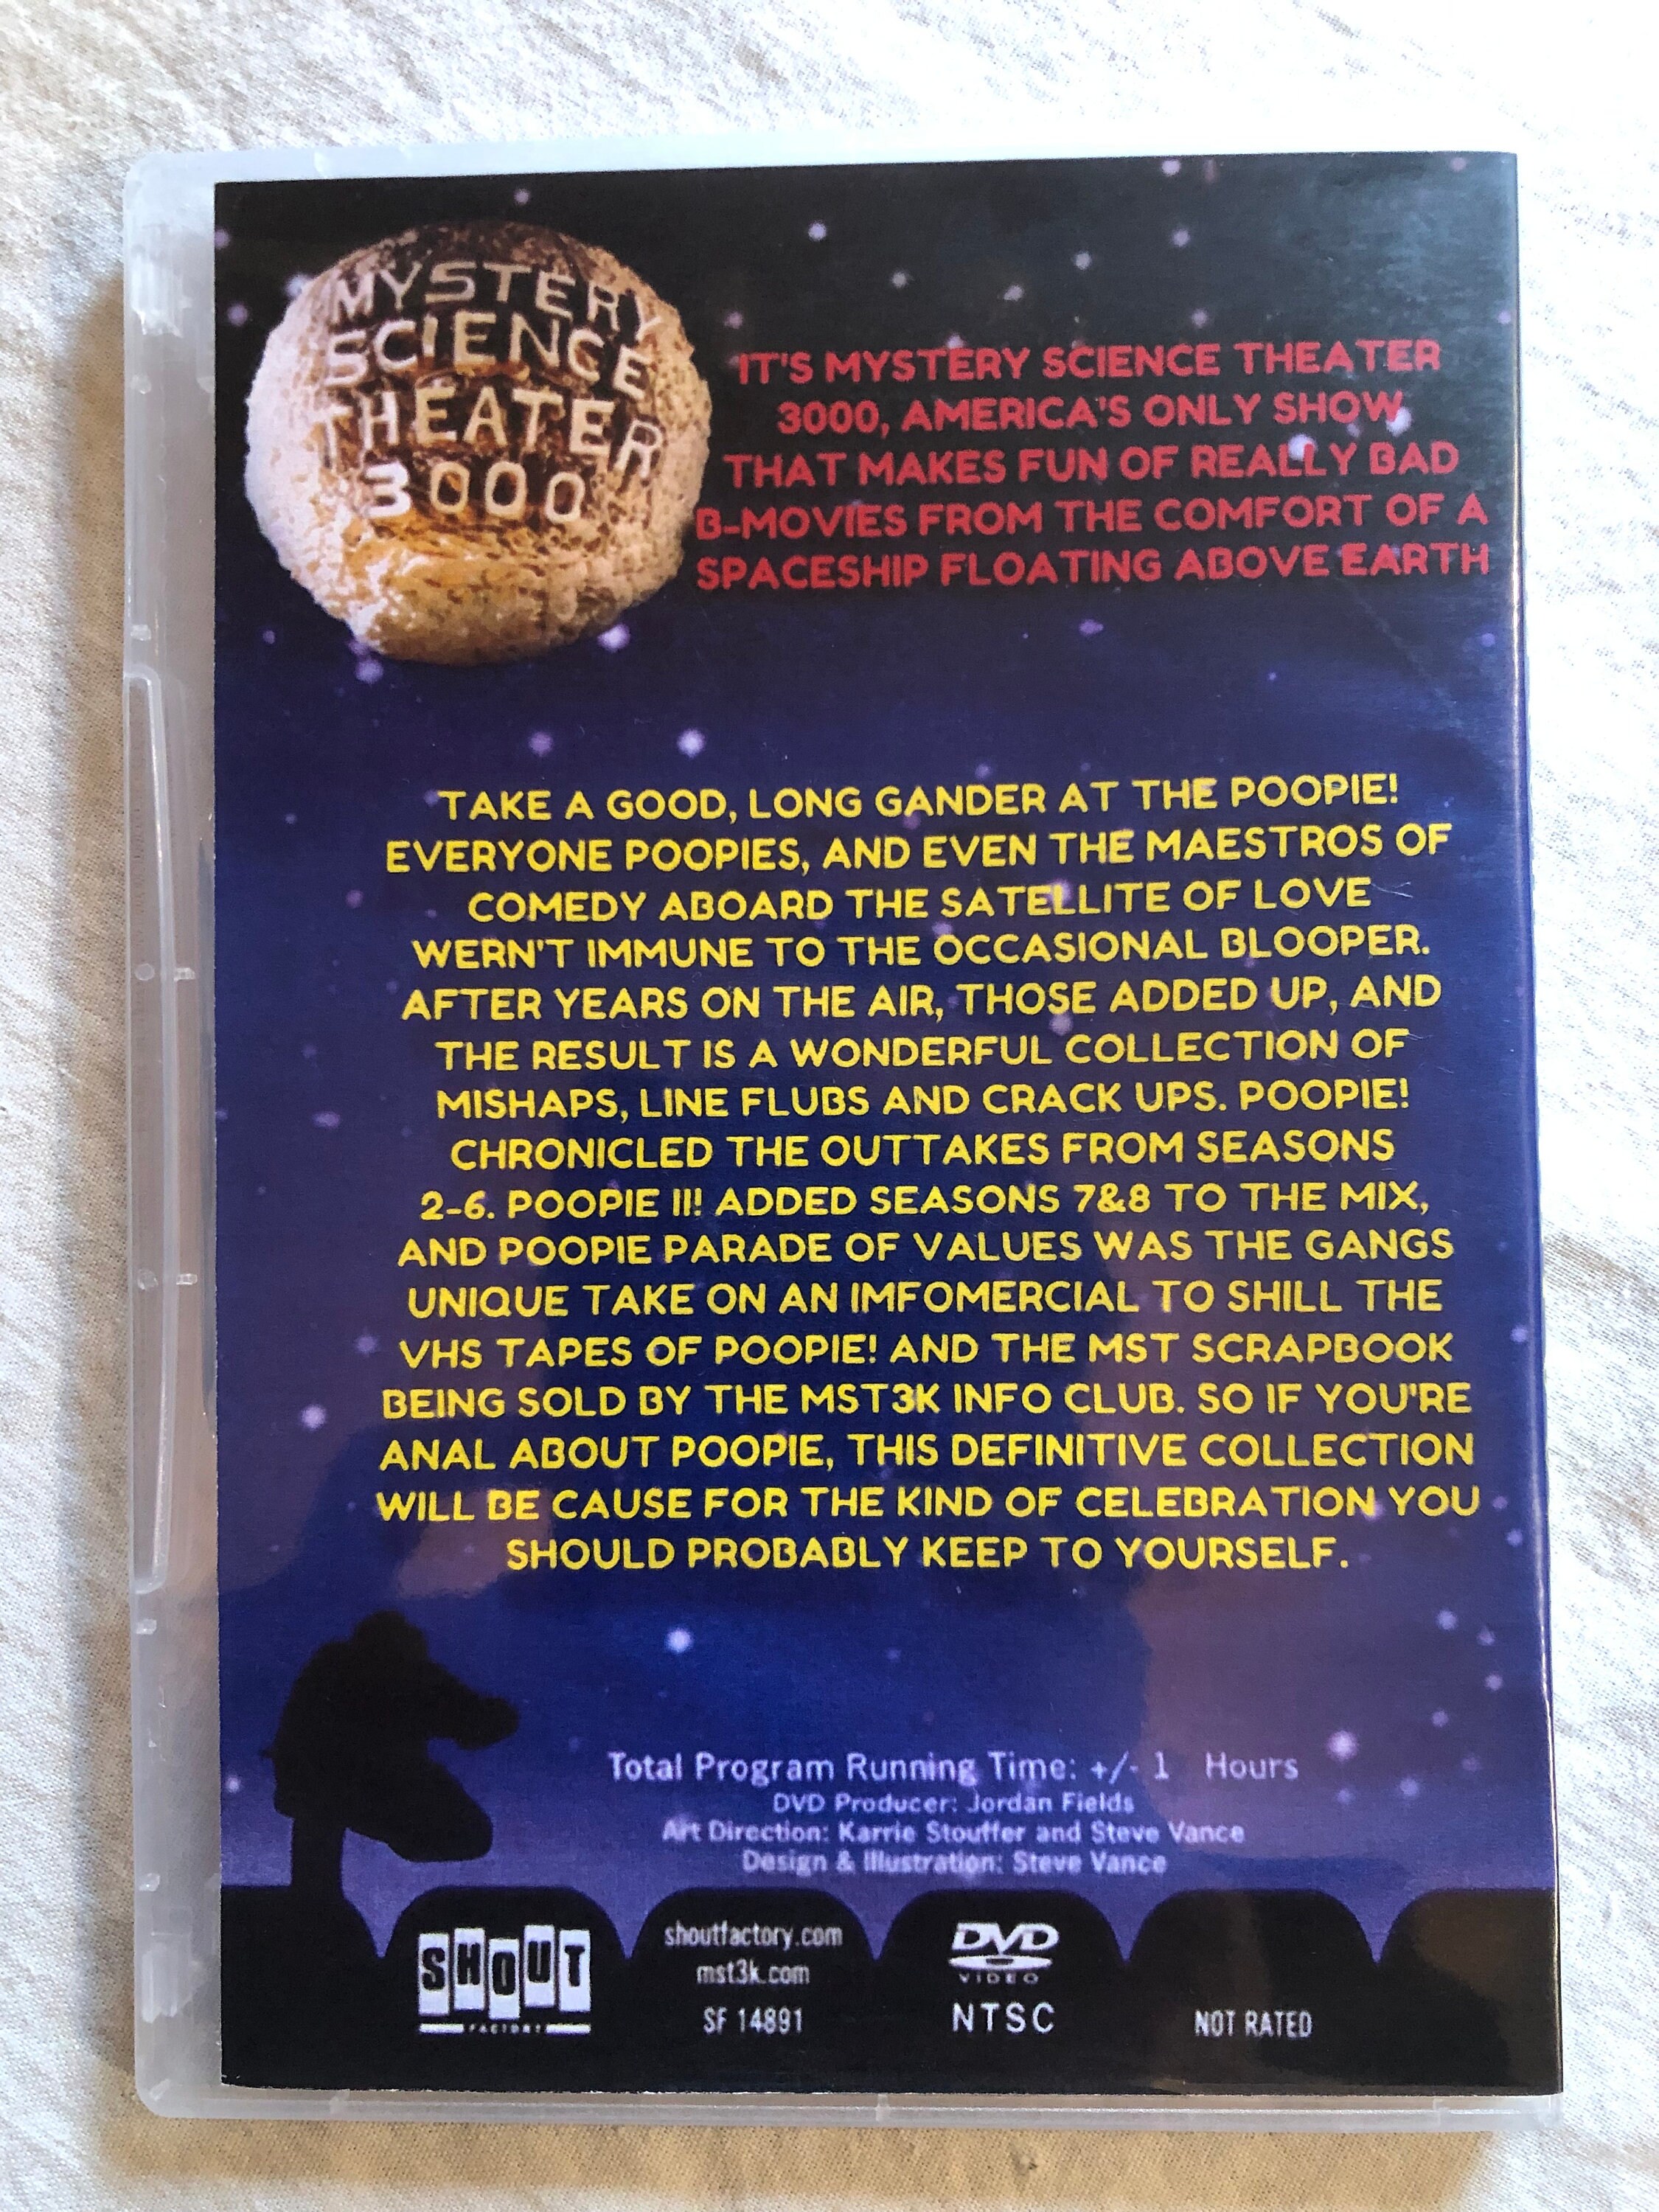 MYSTERY
SCIENCE
THEATER
3000
IT'S MYSTERY SCIENCE THEATER
3000, AMERICA'S ONLY SHOW
THAT MAKES FUN OF REALLY BAD
B-MOVIES FROM THE COMFORT OF A
SPACESHIP FLOATING ABOVE EARTH
TAKE A GOOD, LONG GANDER AT THE POOPIE!
EVERYONE POOPIES, AND EVEN THE MAESTROS OF
COMEDY ABOARD THE SATELLITE OF LOVE
WERN'T IMMUNE TO THE OCCASIONAL BLOOPER.
AFTER YEARS ON THE AIR, THOSE ADDED UP, AND
THE RESULT IS A WONDERFUL COLLECTION OF
MISHAPS, LINE FLUBS AND CRACK UPS. POOPIE!
CHRONICLED THE OUTTAKES FROM SEASONS
2-6. POOPIE II! ADDED SEASONS 7&8 TO THE MIX,
AND POOPIE PARADE OF VALUES WAS THE GANGS
UNIQUE TAKE ON AN IMFOMERCIAL TO SHILL THE
VHS TAPES OF POOPIE! AND THE MST SCRAPBOOK
BEING SOLD BY THE MST3K INFO CLUB. SO IF YOU'RE
ANAL ABOUT POOPIE, THIS DEFINITIVE COLLECTION
WILL BE CAUSE FOR THE KIND OF CELEBRATION YOU
SHOULD PROBABLY KEEP TO YOURSELF.
Total Program Running Time: +/- 1 Hours
DVD Producer: Jordan Fields
Art Direction: Karrie Stouffer and Steve Vance
Design & Illustration: Steve Vance
SHOUT
FACTORY
shoutfactory.com
mst3k.com
SF 14891
DVD
VIDEO
NTSC
NOT RATED